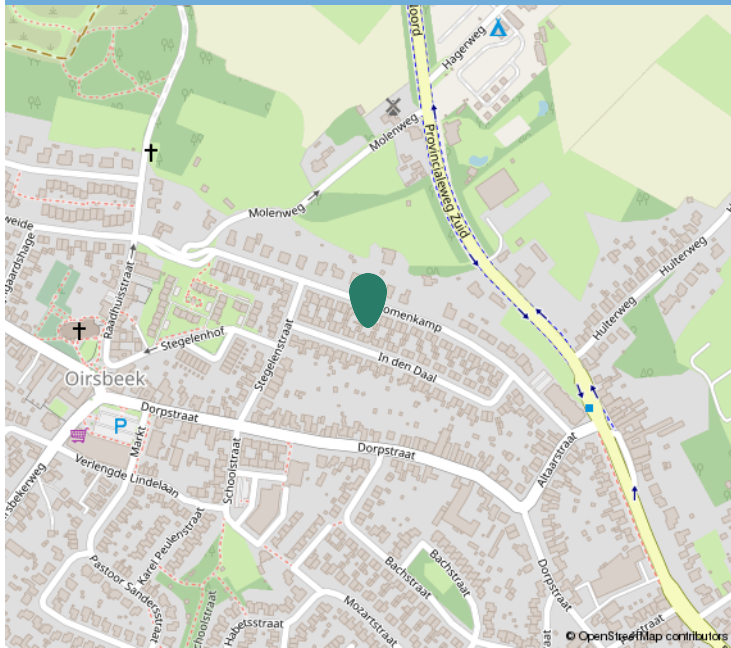 Noord
Hagerweg
Molenweg
Provincialeweg Zuid
Molenweg
Hulterweg
Hulterweg
Raadhuisstraat
Stegelenhof
Stegelenstraat
In den Daal
Oirsbeek
Dorpstraat
P
Markt
Dorpstraat
Altaarstraat
Schoolstraat
Verlengde Lindelaan
Karel Peulenstraat
Bachstraat
Bachstraat
Dorpstraat
Pastoor Sandersstraat
Mozartstraat
© OpenStreetMap contributors